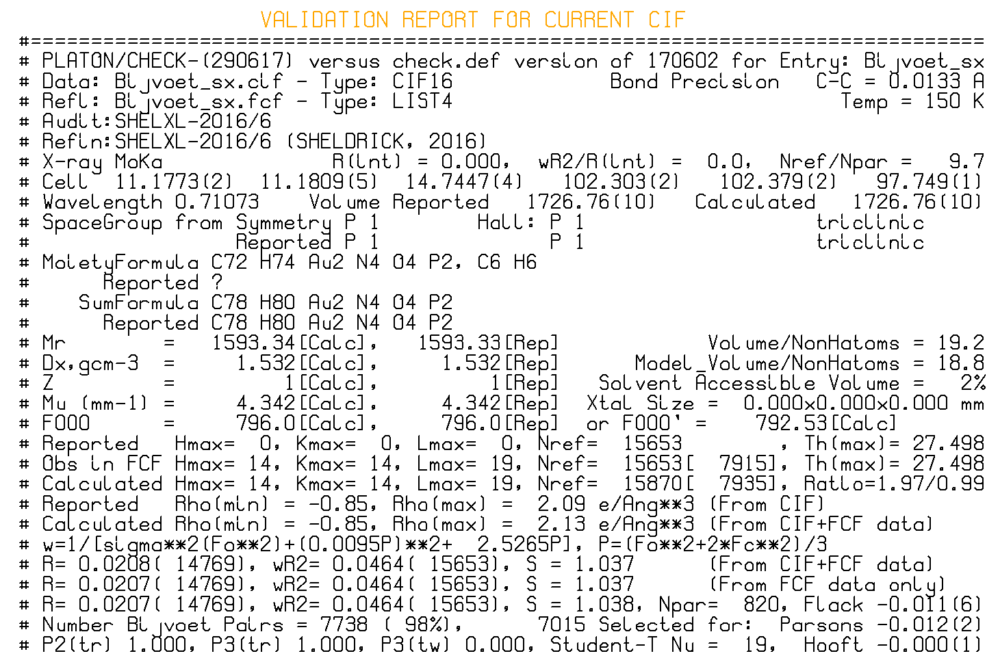 VALIDATION REPORT FOR CURRENT CIF
#===============================================================================
# PLATON/CHECK-(290617) versus check.def version of 170602 for Entry: Bijvoet_sx
# Data: Bijvoet_sx.cif - Type: CIF16 Bond Precision C-C = 0.0133 A
# Refl: Bijvoet_sx.fcf - Type: LIST4 Temp = 150 K
# Audit:SHELXL-2016/6
# Refin:SHELXL-2016/6 (SHELDRICK, 2016)
# X-ray MoKa R(int) = 0.000, wR2/R(int) = 0.0, Nref/Npar = 9.7
# Cell 11.1773(2) 11.1809(5) 14.7447(4) 102.303(2) 102.379(2) 97.749(1)
# Wavelength 0.71073 Volume Reported 1726.76(10) Calculated 1726.76(10)
# SpaceGroup from Symmetry P 1 Hall: P 1 triclinic
# Reported P 1 P 1 triclinic
# MoietyFormula C72 H74 Au2 N4 O4 P2, C6 H6
# Reported ?
# SumFormula C78 H80 Au2 N4 O4 P2
# Reported C78 H80 Au2 N4 O4 P2
# Mr = 1593.34[Calc], 1593.33[Rep] Volume/NonHatoms = 19.2
# Dx,gcm-3 = 1.532[Calc], 1.532[Rep] Model_Volume/NonHatoms = 18.8
# Z = 1[Calc], 1[Rep] Solvent Accessible Volume = 2%
# Mu (mm-1) = 4.342[Calc], 4.342[Rep] Xtal Size = 0.000x0.000x0.000 mm
# F000 = 796.0[Calc], 796.0[Rep] or F000' = 792.53[Calc]
# Reported Hmax= 0, Kmax= 0, Lmax= 0, Nref= 15653 , Th(max)= 27.498
# Obs in FCF Hmax= 14, Kmax= 14, Lmax= 19, Nref= 15653[ 7915], Th(max)= 27.498
# Calculated Hmax= 14, Kmax= 14, Lmax= 19, Nref= 15870[ 7935], Ratio=1.97/0.99
# Reported Rho(min) = -0.85, Rho(max) = 2.09 e/Ang**3 (From CIF)
# Calculated Rho(min) = -0.85, Rho(max) = 2.13 e/Ang**3 (From CIF+FCF data)
# w=1/[sigma**2(Fo**2)+(0.0095P)**2+ 2.5265P], P=(Fo**2+2*Fc**2)/3
# R= 0.0208( 14769), wR2= 0.0464( 15653), S = 1.037 (From CIF+FCF data)
# R= 0.0207( 14769), wR2= 0.0464( 15653), S = 1.037 (From FCF data only)
# R= 0.0207( 14769), wR2= 0.0464( 15653), S = 1.038, Npar= 820, Flack -0.011(6)
# Number Bijvoet Pairs = 7738 ( 98%), 7015 Selected for: Parsons -0.012(2)
# P2(tr) 1.000, P3(tr) 1.000, P3(tw) 0.000, Student-T Nu = 19, Hooft -0.000(1)